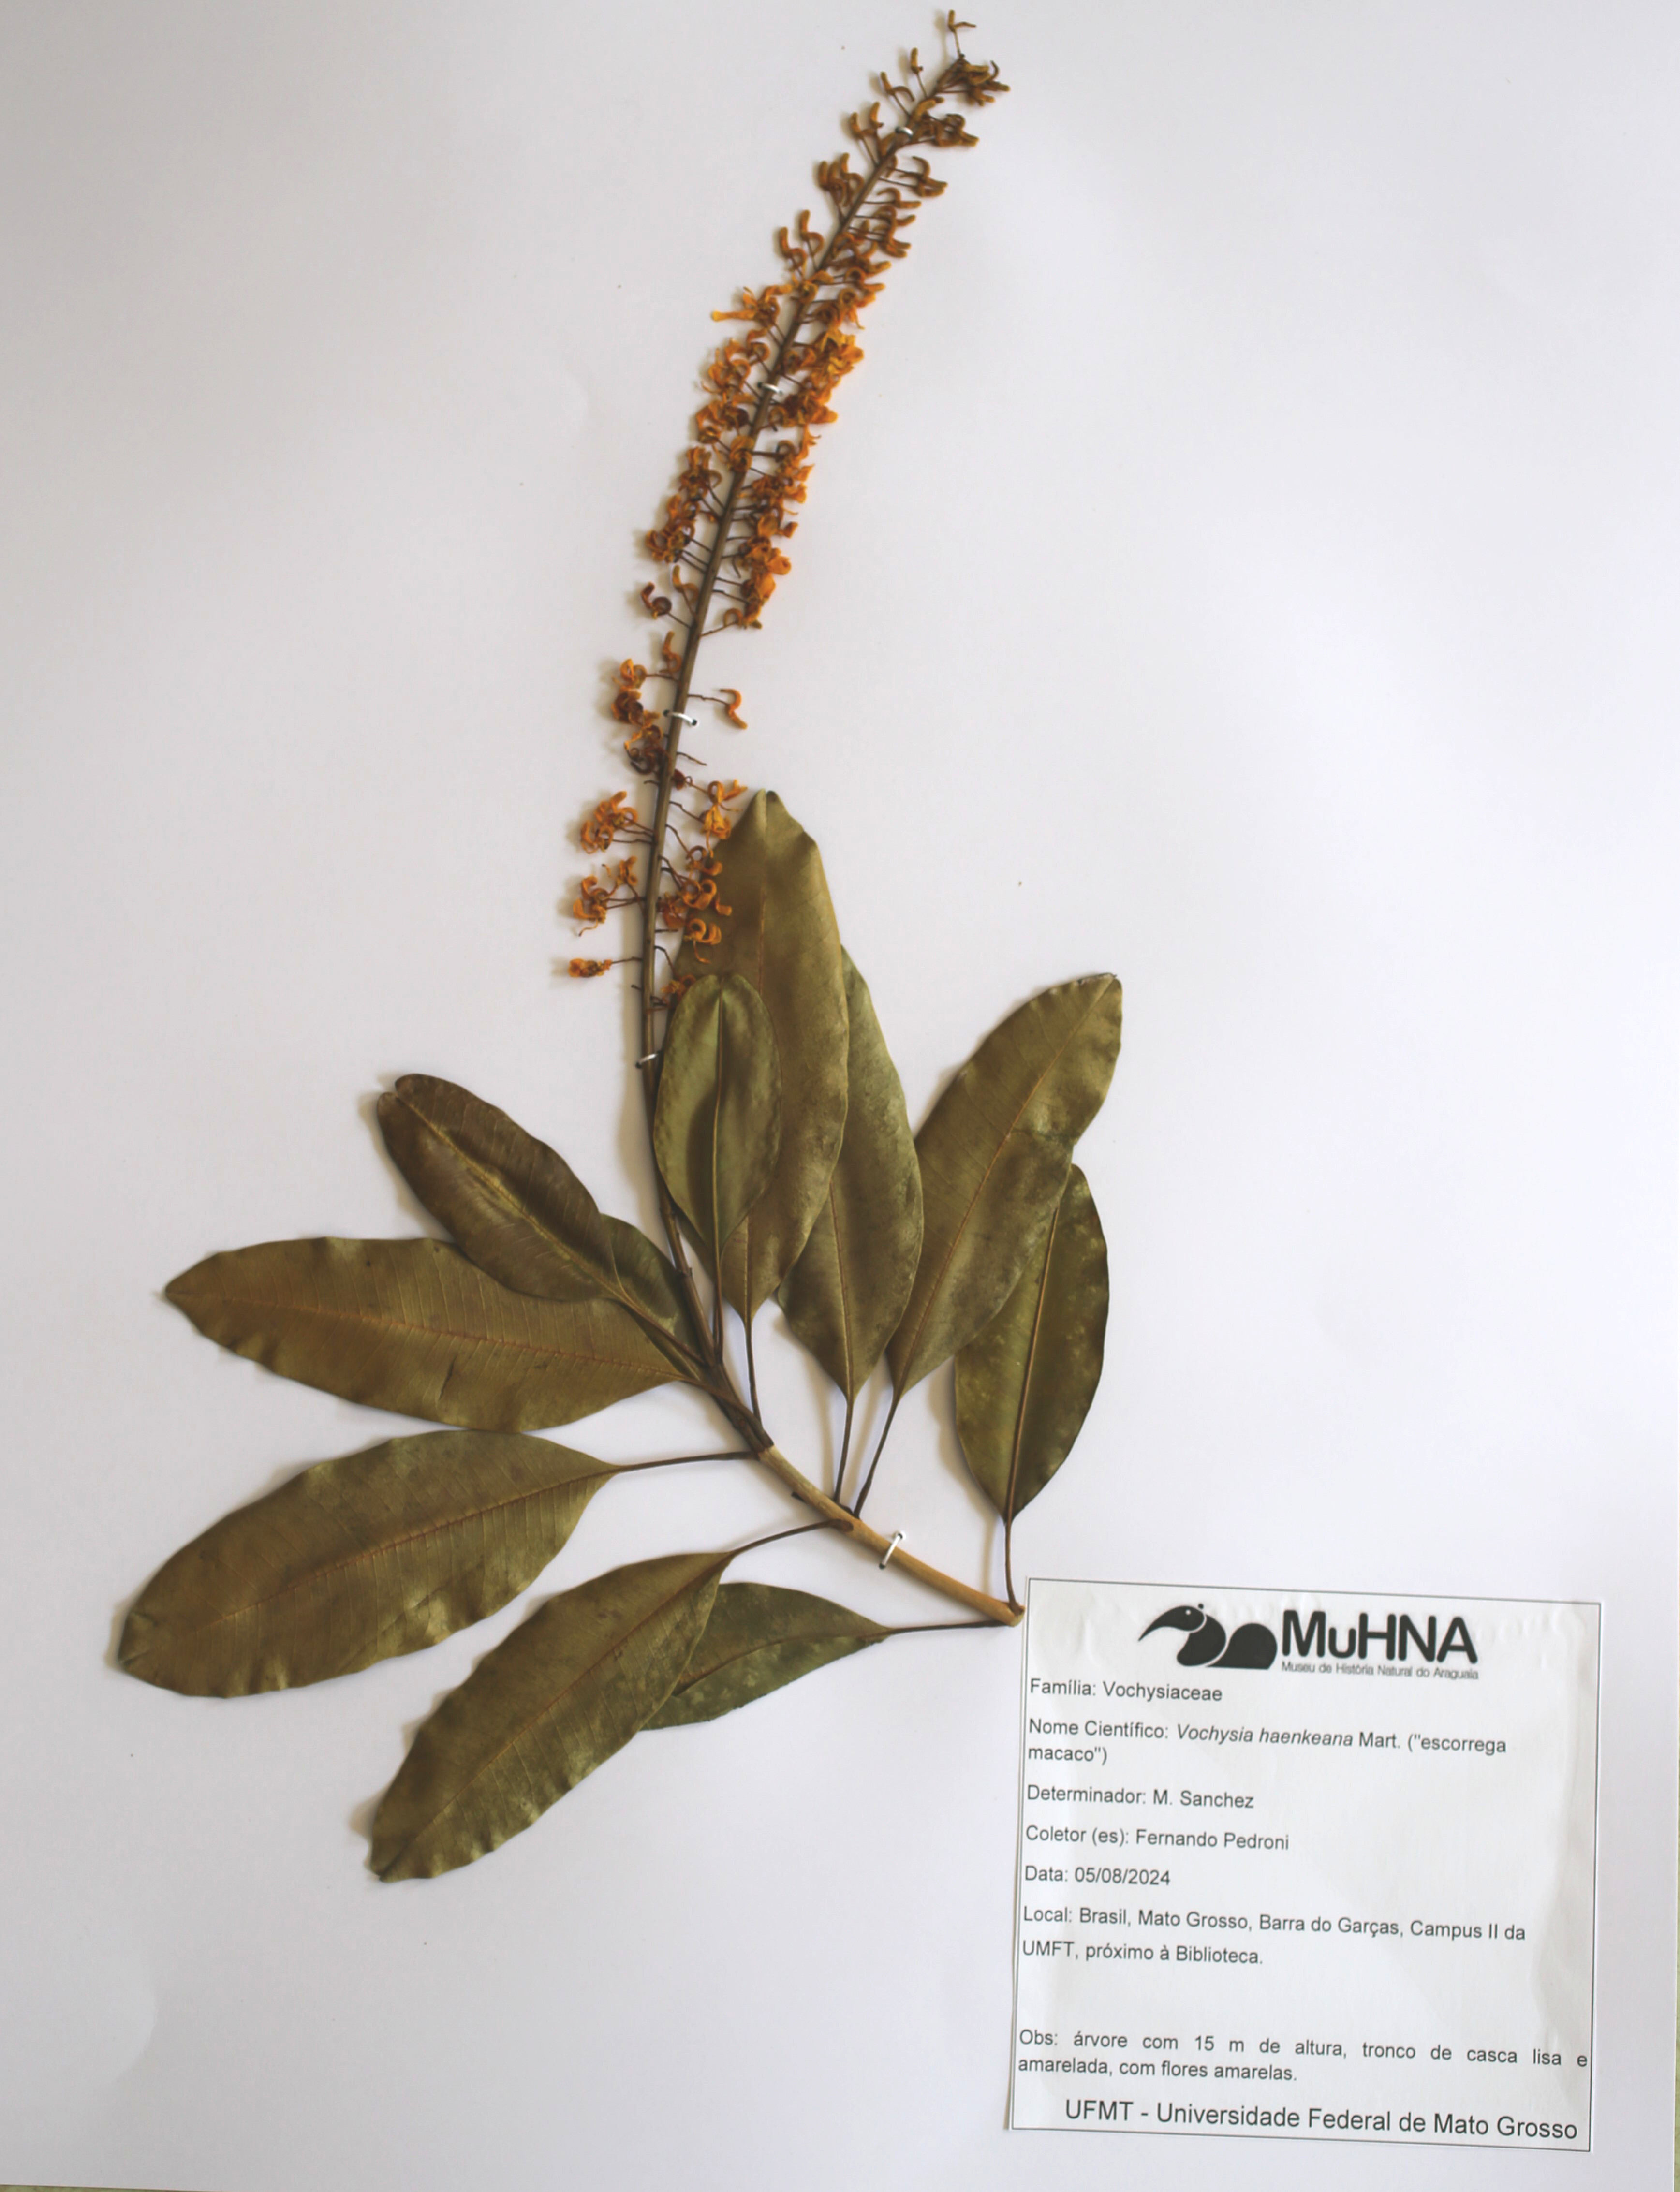 MuHNA
Museu de História Natural do Araguaia
Família: Vochysiaceae
Nome Científico: Vochysia haenkeana Mart. ("escorrega
macaco")
Determinador: M. Sanchez
Coletor (es): Fernando Pedroni
Data: 05/08/2024
Local: Brasil, Mato Grosso, Barra do Garças, Campus II da
UMFT, próximo à Biblioteca.
Obs: árvore com 15 m de altura, tronco de casca lisa e
amarelada, com flores amarelas.
UFMT - Universidade Federal de Mato Grosso